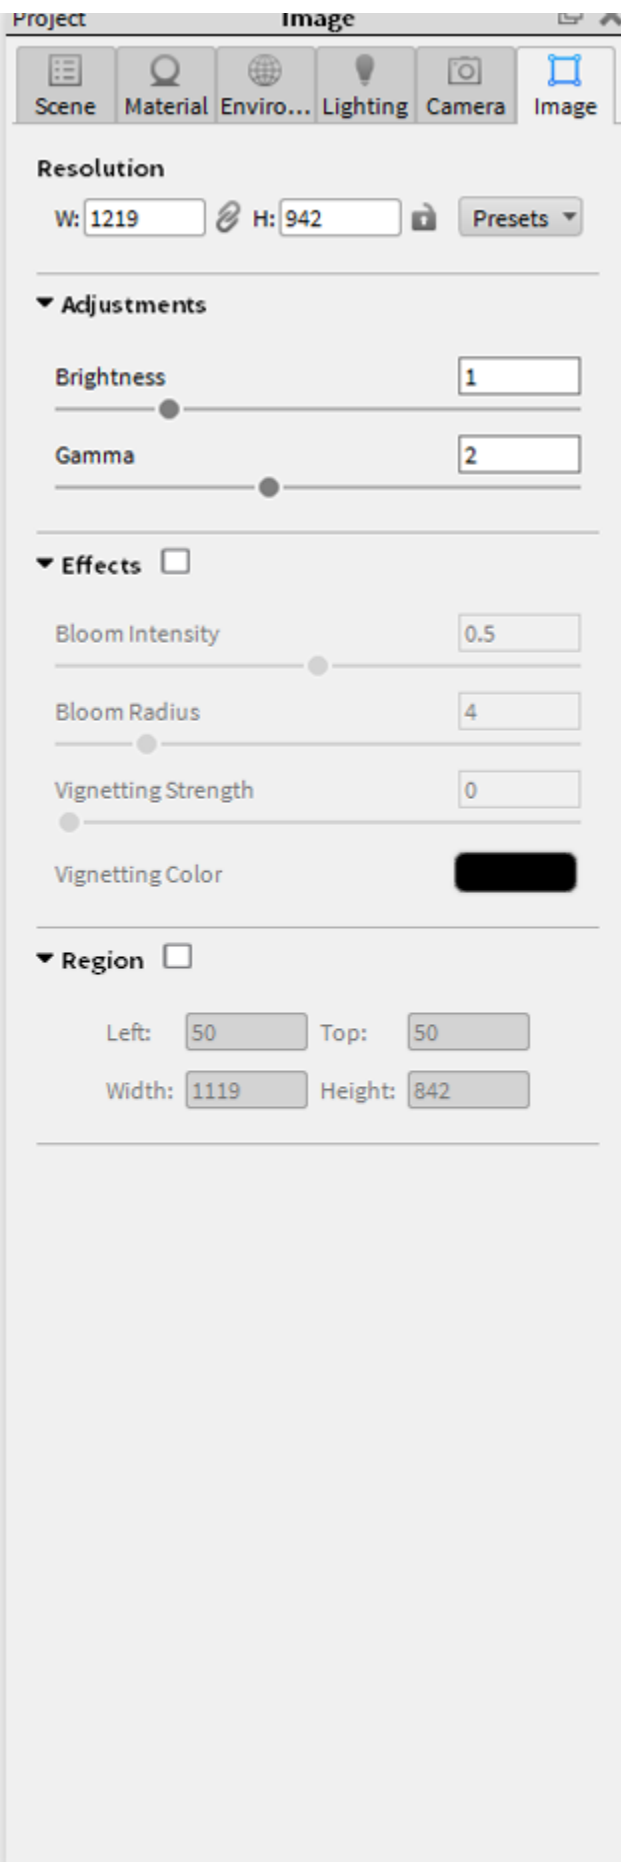 Project Image
Scene Material Enviro... Lighting Camera Image
Resolution
W: 1219 H: 942 Presets
Adjustments
Brightness 1
Gamma 2
Effects
Bloom Intensity 0.5
Bloom Radius 4
Vignetting Strength 0
Vignetting Color
Region
Left: 50 Top: 50
Width: 1119 Height: 842